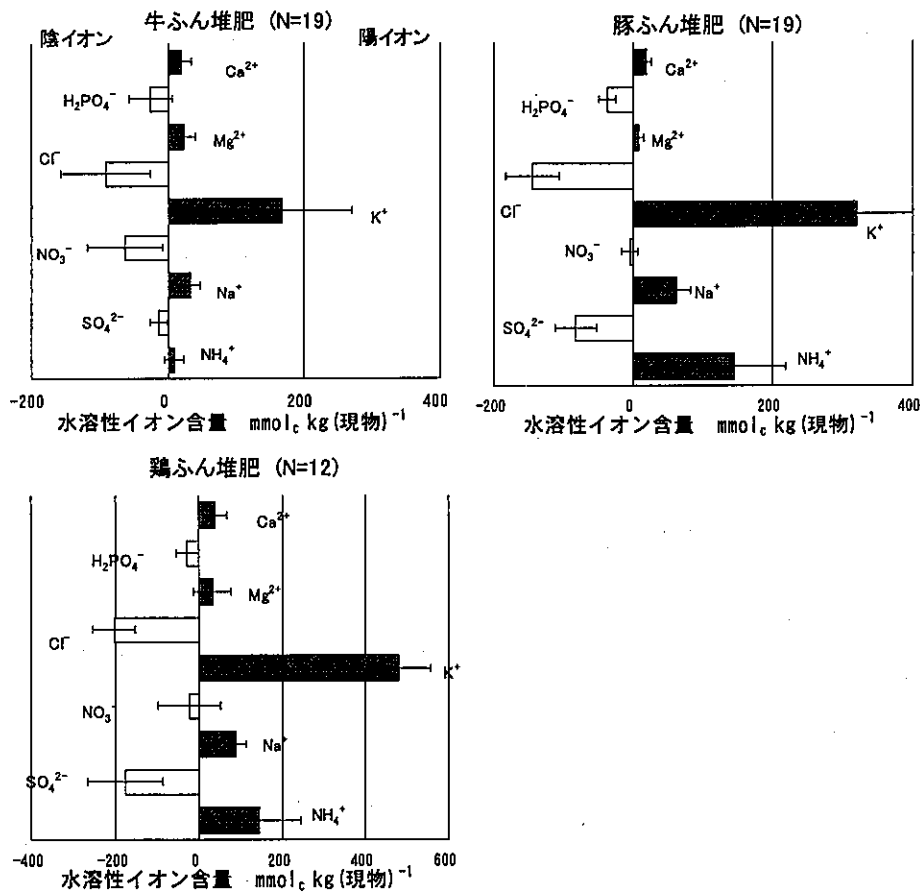 牛ふん堆肥 (N=19)
陰イオン
陽イオン
Ca²⁺
H₂PO₄⁻
Mg²⁺
Cl⁻
K⁺
NO₃⁻
Na⁺
SO₄²⁻
NH₄⁺
-200 0 200 400
水溶性イオン含量 mmol_c kg(現物)⁻¹
豚ふん堆肥 (N=19)
Ca²⁺
H₂PO₄⁻
Mg²⁺
Cl⁻
K⁺
NO₃⁻
Na⁺
SO₄²⁻
NH₄⁺
-200 0 200 400
水溶性イオン含量 mmol_c kg(現物)⁻¹
鶏ふん堆肥 (N=12)
Ca²⁺
H₂PO₄⁻
Mg²⁺
Cl⁻
K⁺
NO₃⁻
Na⁺
SO₄²⁻
NH₄⁺
-400 -200 0 200 400 600
水溶性イオン含量 mmol_c kg(現物)⁻¹